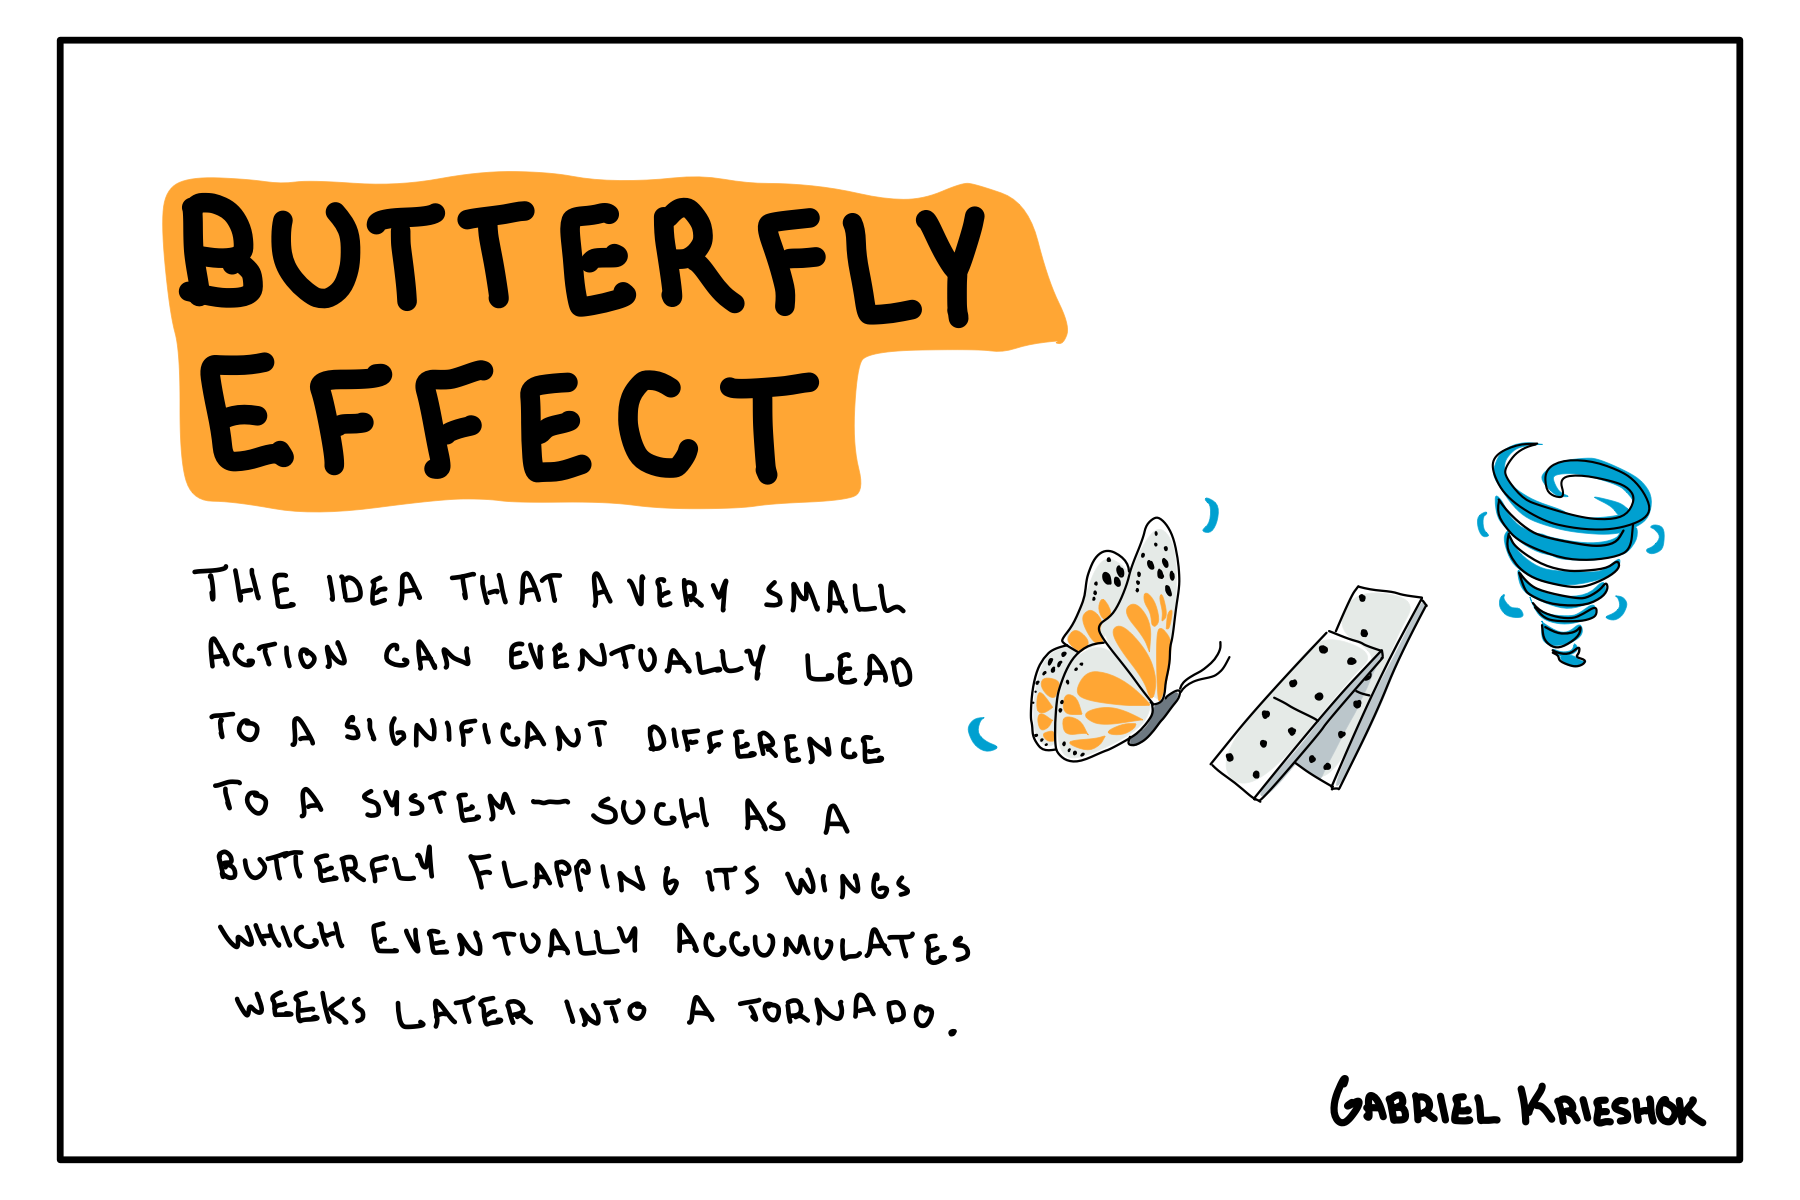 BUTTERFLY
EFFECT
THE IDEA THAT A VERY SMALL
ACTION CAN EVENTUALLY LEAD
TO A SIGNIFICANT DIFFERENCE
TO A SYSTEM — SUCH AS A
BUTTERFLY FLAPPING ITS WINGS
WHICH EVENTUALLY ACCUMULATES
WEEKS LATER INTO A TORNADO.
GABRIEL KRIESHOK